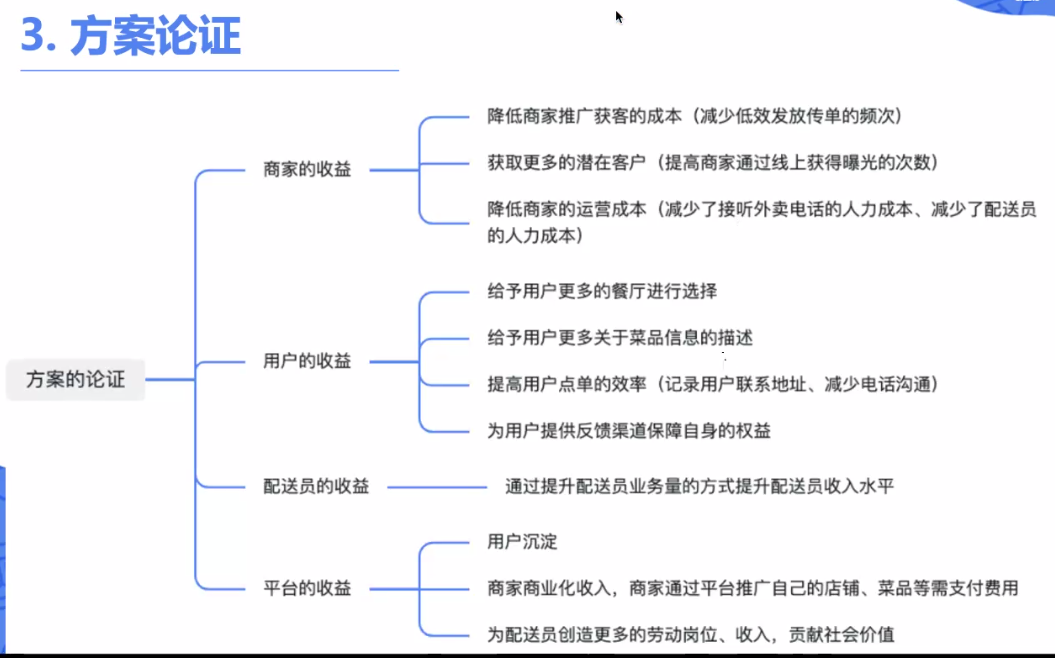 3. 方案论证
方案的论证
商家的收益
降低商家推广获客的成本（减少低效发放传单的频次）
获取更多的潜在客户（提高商家通过线上获得曝光的次数）
降低商家的运营成本（减少了接听外卖电话的人力成本、减少了配送员
的人力成本）
用户的收益
给予用户更多的餐厅进行选择
给予用户更多关于菜品信息的描述
提高用户点单的效率（记录用户联系地址、减少电话沟通）
为用户提供反馈渠道保障自身的权益
配送员的收益
通过提升配送员业务量的方式提升配送员收入水平
平台的收益
用户沉淀
商家商业化收入，商家通过平台推广自己的店铺、菜品等需支付费用
为配送员创造更多的劳动岗位、收入，贡献社会价值